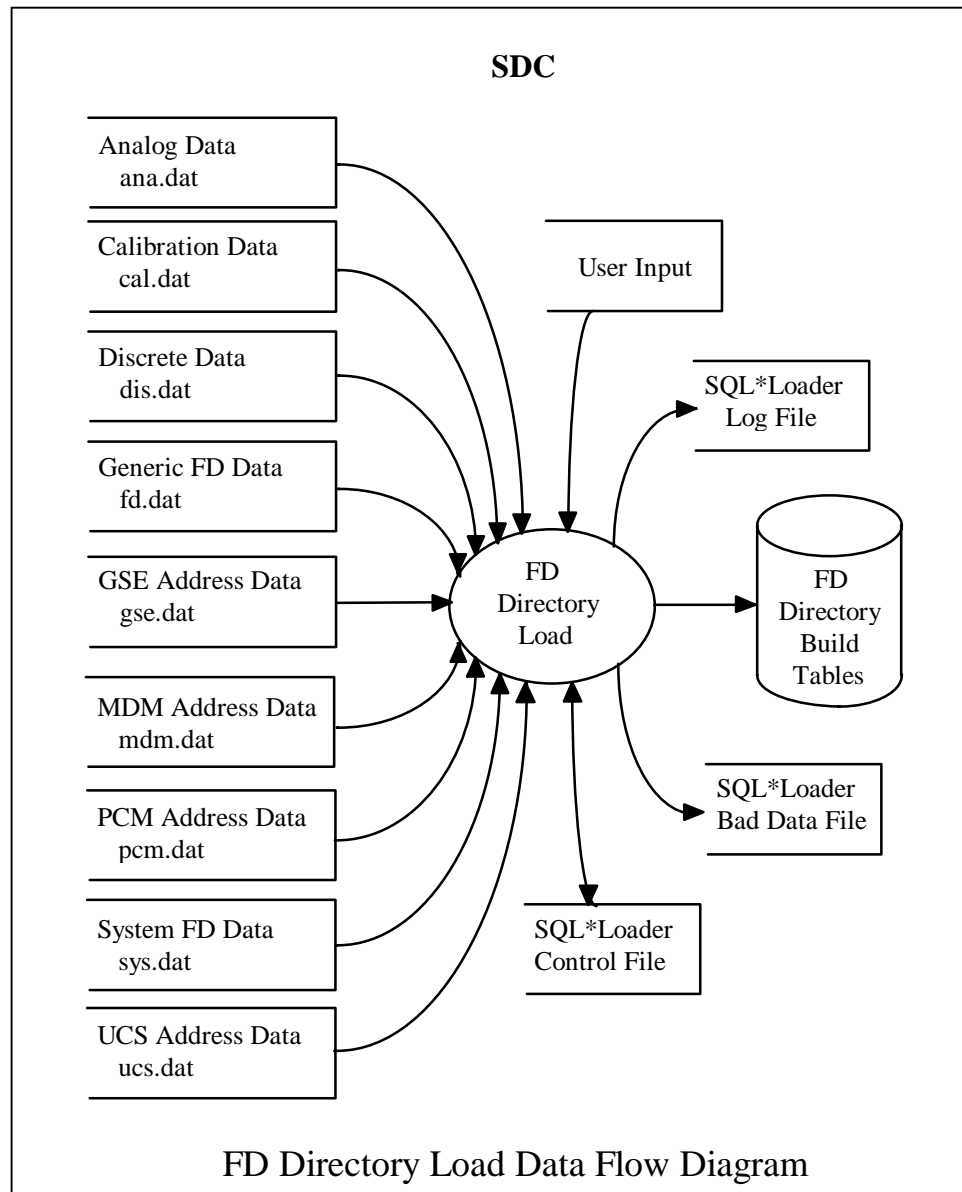 SDC
Analog Data
ana.dat
Calibration Data
cal.dat
Discrete Data
dis.dat
Generic FD Data
fd.dat
GSE Address Data
gse.dat
MDM Address Data
mdm.dat
PCM Address Data
pcm.dat
System FD Data
sys.dat
UCS Address Data
ucs.dat
User Input
FD
Directory
Load
SQL*Loader
Log File
FD
Directory
Build
Tables
SQL*Loader
Bad Data File
SQL*Loader
Control File
FD Directory Load Data Flow Diagram